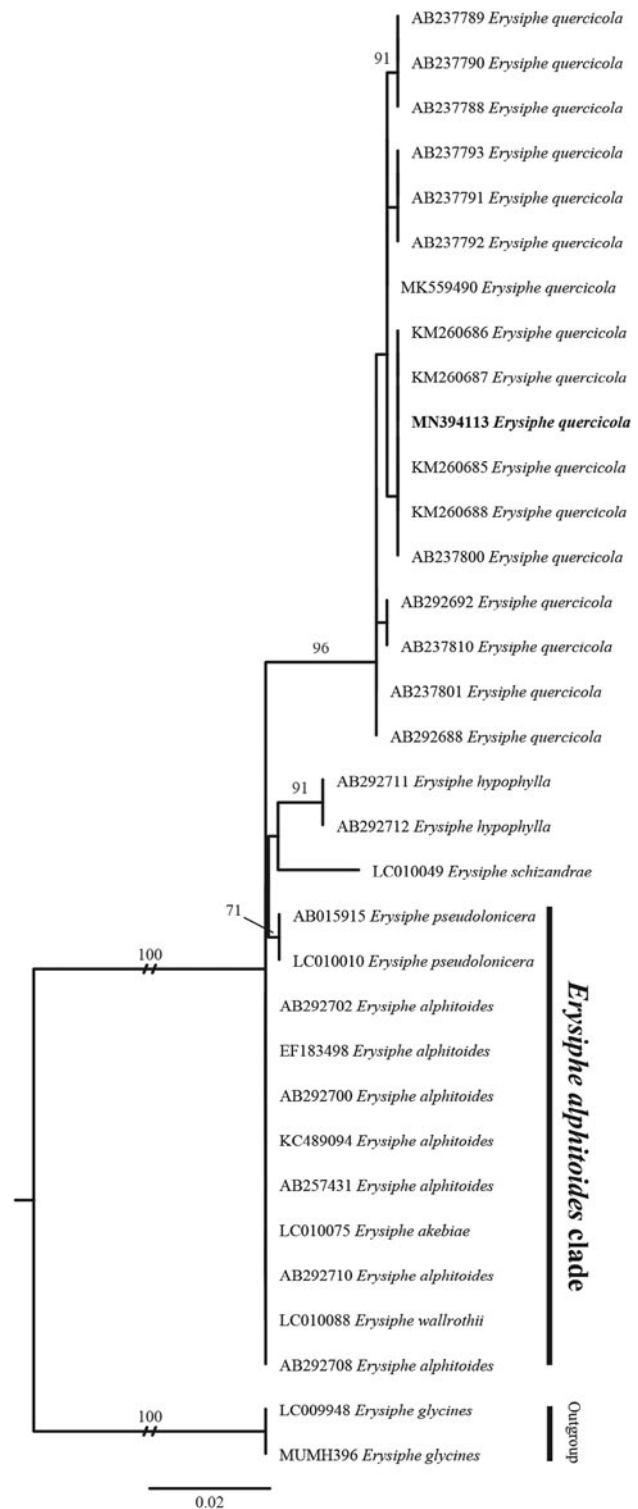 AB237789 Erysiphe quercicola
91
AB237790 Erysiphe quercicola
AB237788 Erysiphe quercicola
AB237793 Erysiphe quercicola
AB237791 Erysiphe quercicola
AB237792 Erysiphe quercicola
MK559490 Erysiphe quercicola
KM260686 Erysiphe quercicola
KM260687 Erysiphe quercicola
MN394113 Erysiphe quercicola
KM260685 Erysiphe quercicola
KM260688 Erysiphe quercicola
AB237800 Erysiphe quercicola
AB292692 Erysiphe quercicola
96
AB237810 Erysiphe quercicola
AB237801 Erysiphe quercicola
AB292688 Erysiphe quercicola
91
AB292711 Erysiphe hypophylla
AB292712 Erysiphe hypophylla
LC010049 Erysiphe schizandrae
71
AB015915 Erysiphe pseudolonicera
100
LC010010 Erysiphe pseudolonicera
AB292702 Erysiphe alphitoides
EF183498 Erysiphe alphitoides
AB292700 Erysiphe alphitoides
KC489094 Erysiphe alphitoides
AB257431 Erysiphe alphitoides
LC010075 Erysiphe akebiae
AB292710 Erysiphe alphitoides
LC010088 Erysiphe wallrothii
AB292708 Erysiphe alphitoides
Erysiphe alphitoides clade
100
LC009948 Erysiphe glycines
MUMH396 Erysiphe glycines
Outgroup
0.02